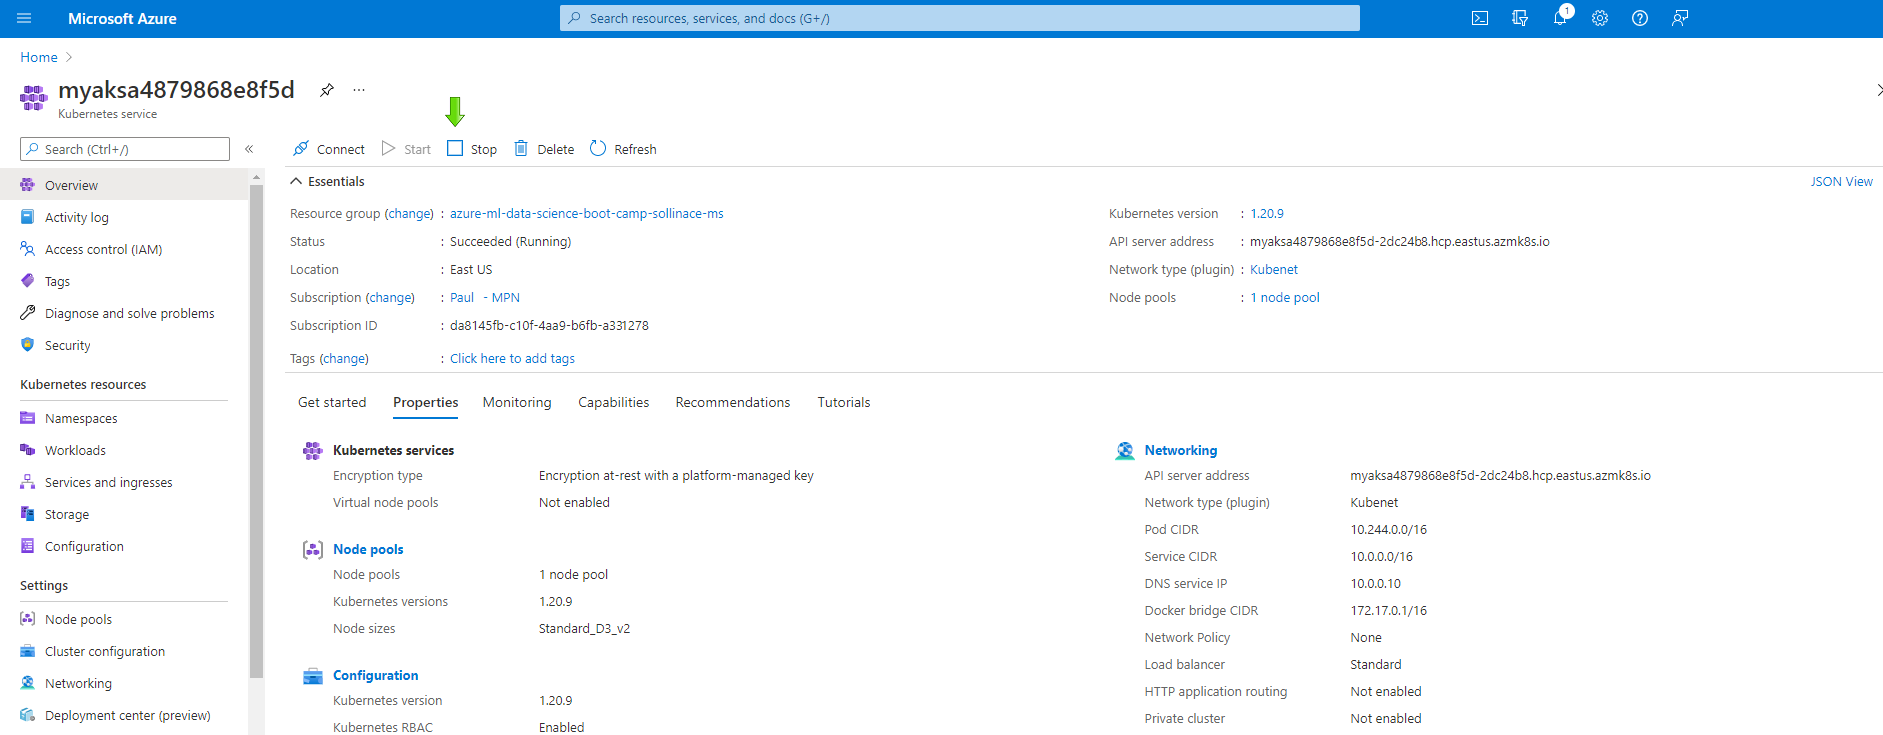 Microsoft Azure
Search resources, services, and docs (G+/)
1
Home
myaksa4879868e8f5d
Kubernetes service
Search (Ctrl+/)
Overview
Activity log
Access control (IAM)
Tags
Diagnose and solve problems
Security
Kubernetes resources
Namespaces
Workloads
Services and ingresses
Storage
Configuration
Settings
Node pools
Cluster configuration
Networking
Deployment center (preview)
Connect Start Stop Delete Refresh
Essentials
JSON View
Resource group (change) : azure-ml-data-science-boot-camp-sollinace-ms
Status : Succeeded (Running)
Location : East US
Subscription (change) : Paul - MPN
Subscription ID : da8145fb-c10f-4aa9-b6fb-a331278
Tags (change) : Click here to add tags
Kubernetes version : 1.20.9
API server address : myaksa4879868e8f5d-2dc24b8.hcp.eastus.azmk8s.io
Network type (plugin) : Kubenet
Node pools : 1 node pool
Get started Properties Monitoring Capabilities Recommendations Tutorials
Kubernetes services
Encryption type Encryption at-rest with a platform-managed key
Virtual node pools Not enabled
Node pools
Node pools 1 node pool
Kubernetes versions 1.20.9
Node sizes Standard_D3_v2
Configuration
Kubernetes version 1.20.9
Kubernetes RBAC Enabled
Networking
API server address myaksa4879868e8f5d-2dc24b8.hcp.eastus.azmk8s.io
Network type (plugin) Kubenet
Pod CIDR 10.244.0.0/16
Service CIDR 10.0.0.0/16
DNS service IP 10.0.0.10
Docker bridge CIDR 172.17.0.1/16
Network Policy None
Load balancer Standard
HTTP application routing Not enabled
Private cluster Not enabled